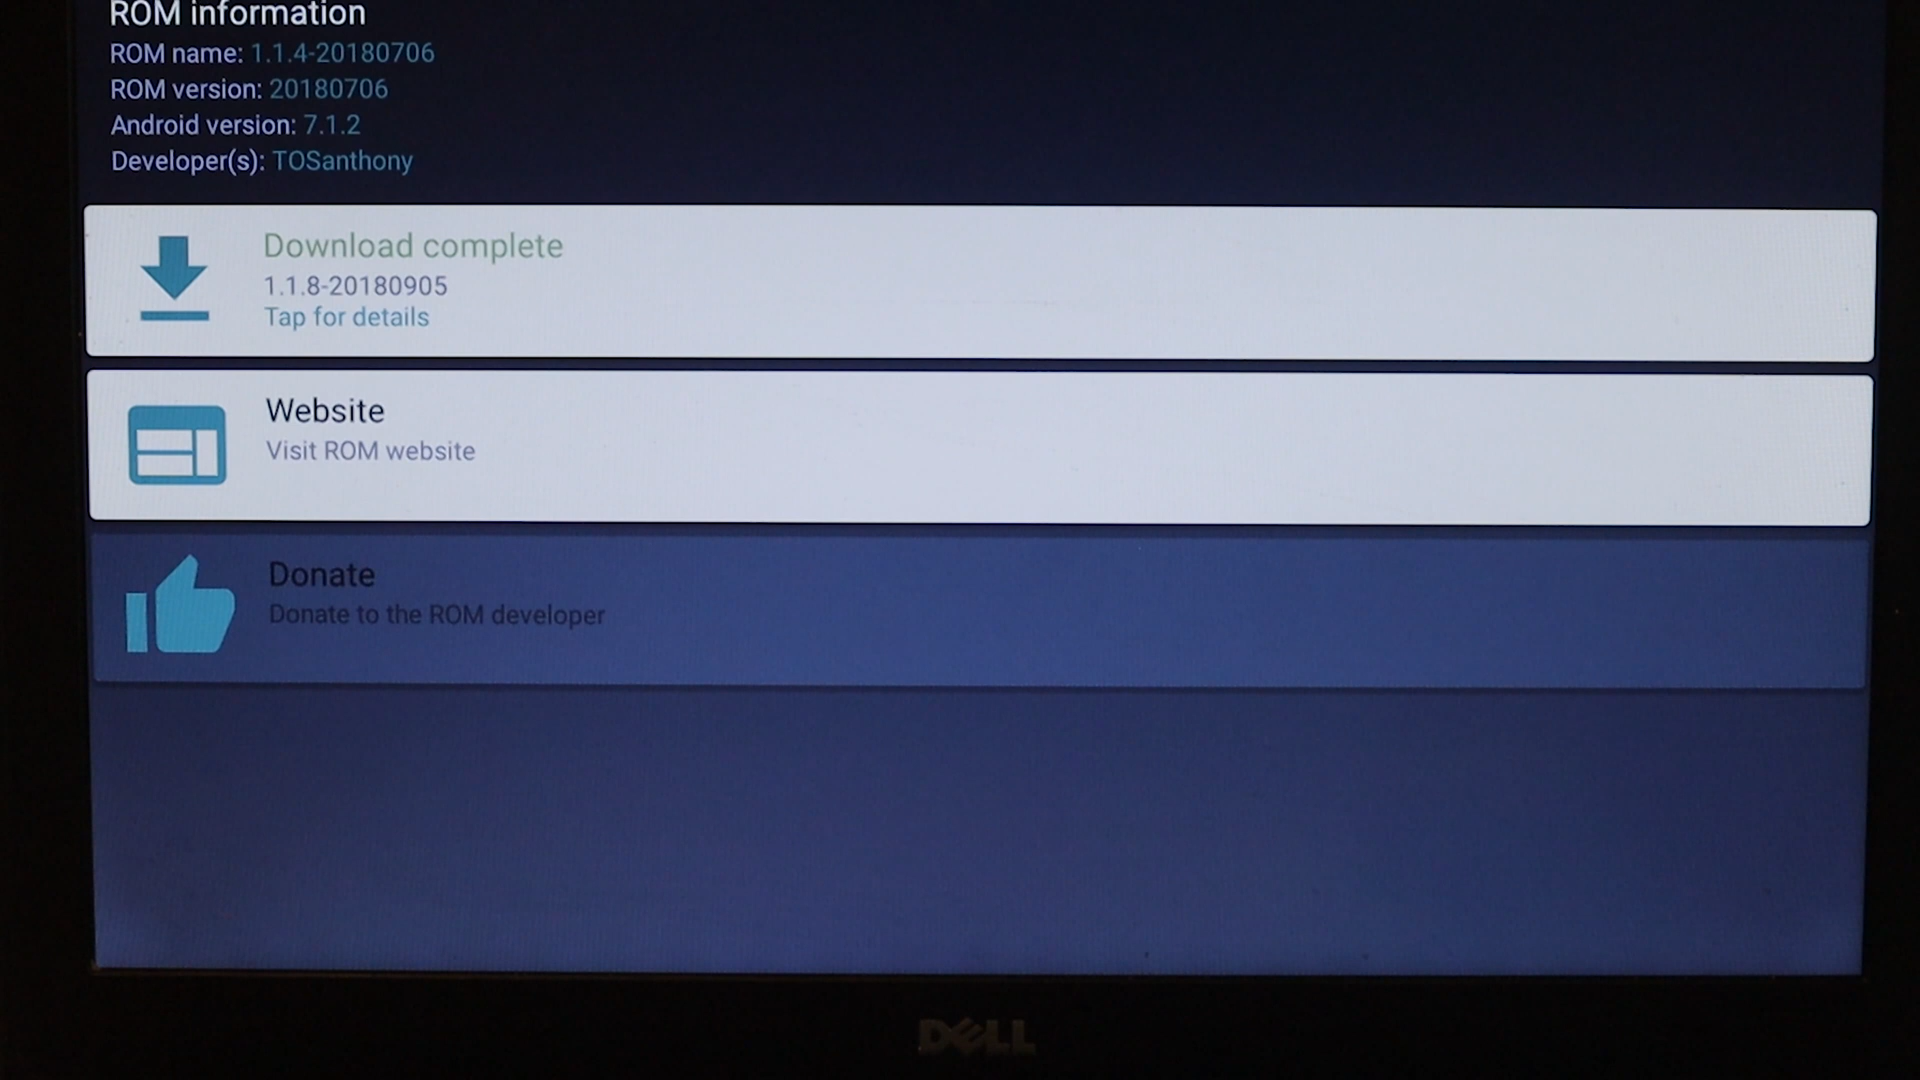 ROM information
ROM name: 1.1.4-20180706
ROM version: 20180706
Android version: 7.1.2
Developer(s): TOSanthony
Download complete
1.1.8-20180905
Tap for details
Website
Visit ROM website
Donate
Donate to the ROM developer
DELL